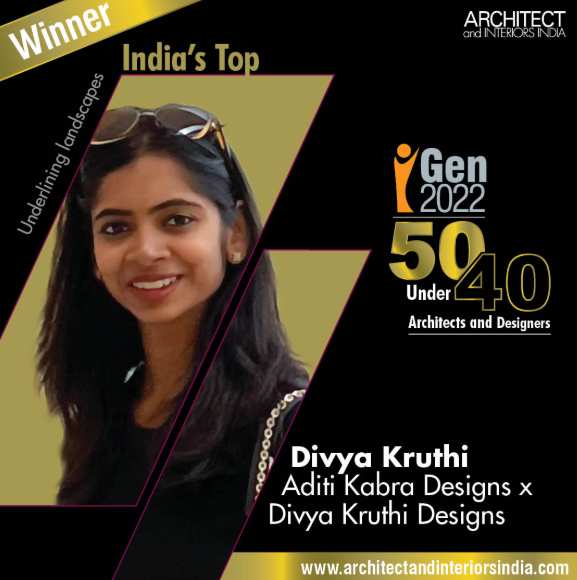 Winner
ARCHITECT
and INTERIORS INDIA
India's Top
Underlining landscapes
iGen
2022
50
Under 40
Architects and Designers
Divya Kruthi
Aditi Kabra Designs x
Divya Kruthi Designs
www.architectandinteriorsindia.com